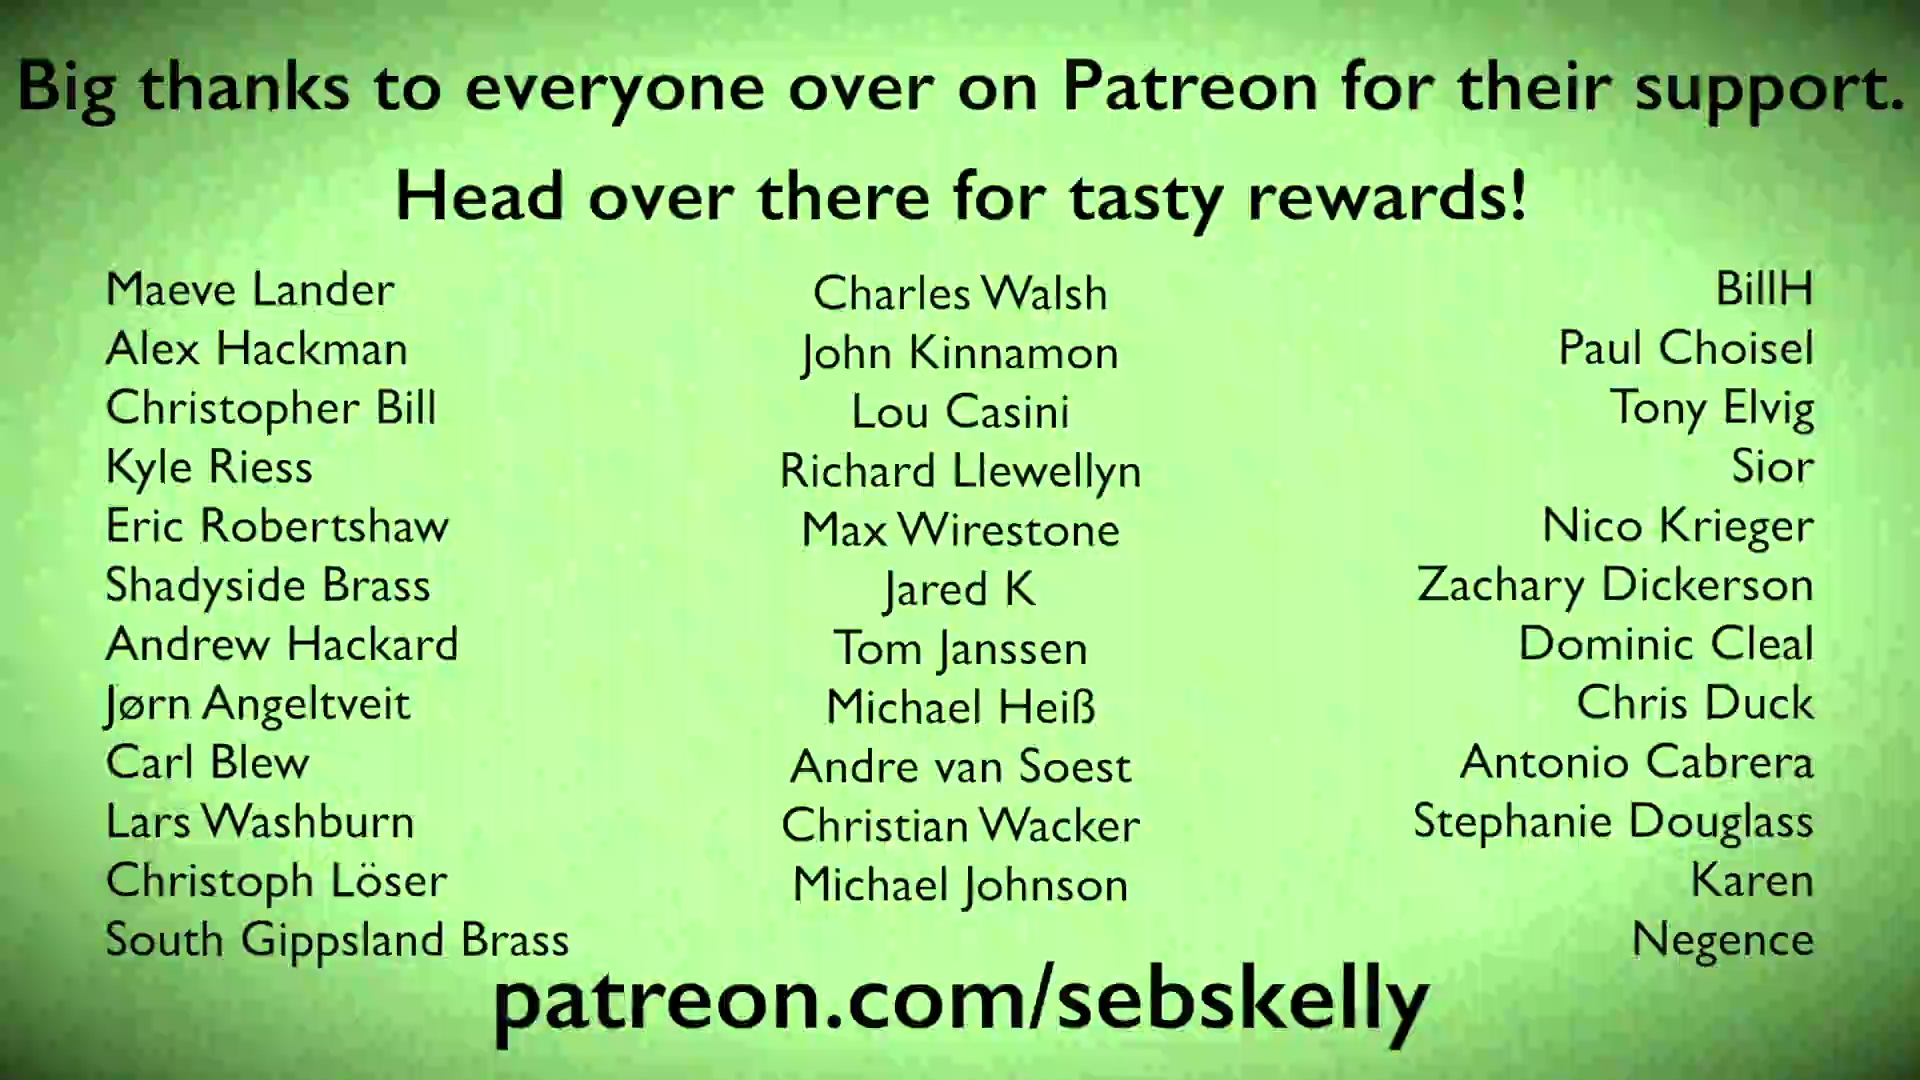 Big thanks to everyone over on Patreon for their support.
Head over there for tasty rewards!
Maeve Lander
Alex Hackman
Christopher Bill
Kyle Riess
Eric Robertshaw
Shadyside Brass
Andrew Hackard
Jørn Angeltveit
Carl Blew
Lars Washburn
Christoph Löser
South Gippsland Brass
Charles Walsh
John Kinnamon
Lou Casini
Richard Llewellyn
Max Wirestone
Jared K
Tom Janssen
Michael Heiß
Andre van Soest
Christian Wacker
Michael Johnson
BillH
Paul Choisel
Tony Elvig
Sior
Nico Krieger
Zachary Dickerson
Dominic Cleal
Chris Duck
Antonio Cabrera
Stephanie Douglass
Karen
Negence
patreon.com/sebskelly